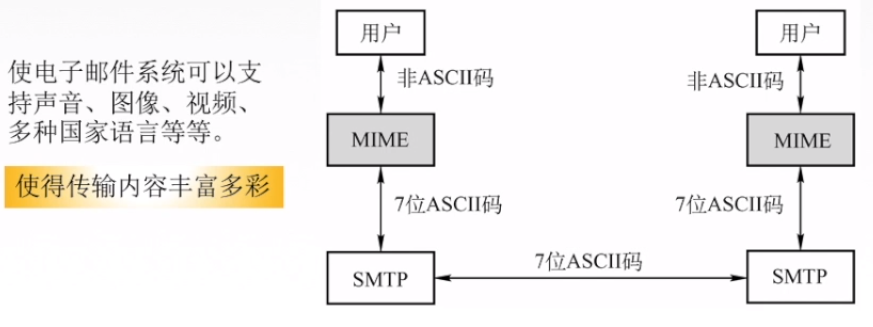 使电子邮件系统可以支
持声音、图像、视频、
多种国家语言等等。
使得传输内容丰富多彩
用户
用户
非ASCII码
非ASCII码
MIME
MIME
7位ASCII码
7位ASCII码
7位ASCII码
SMTP
SMTP